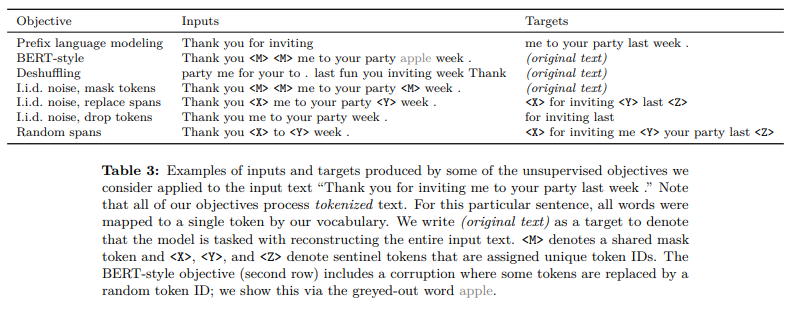 Objective Inputs Targets
Prefix language modeling Thank you for inviting me to your party last week .
BERT-style Thank you <M> <M> me to your party apple week . (original text)
Deshuffling party me for your to . last fun you inviting week Thank (original text)
I.i.d. noise, mask tokens Thank you <M> <M> me to your party <M> week . (original text)
I.i.d. noise, replace spans Thank you <X> me to your party <Y> week . <X> for inviting <Y> last <Z>
I.i.d. noise, drop tokens Thank you me to your party week . for inviting last
Random spans Thank you <X> to <Y> week . <X> for inviting me <Y> your party last <Z>
Table 3: Examples of inputs and targets produced by some of the unsupervised objectives we
consider applied to the input text “Thank you for inviting me to your party last week .” Note
that all of our objectives process tokenized text. For this particular sentence, all words were
mapped to a single token by our vocabulary. We write (original text) as a target to denote
that the model is tasked with reconstructing the entire input text. <M> denotes a shared mask
token and <X>, <Y>, and <Z> denote sentinel tokens that are assigned unique token IDs. The
BERT-style objective (second row) includes a corruption where some tokens are replaced by a
random token ID; we show this via the greyed-out word apple.